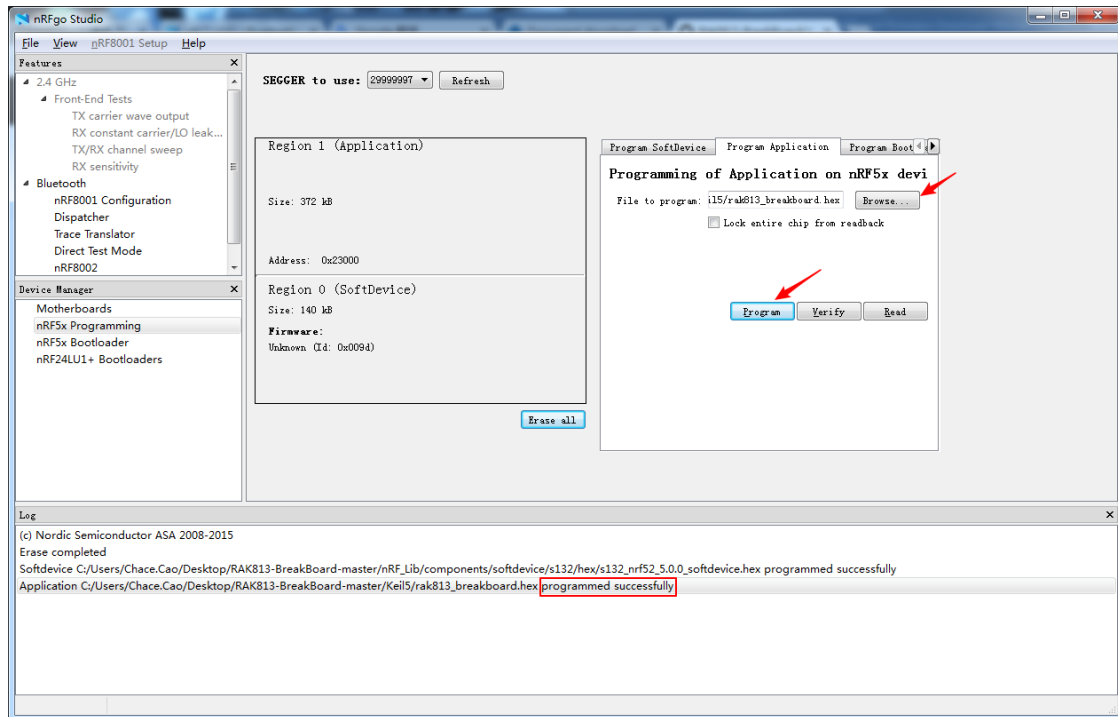 nRFgo Studio
File View nRF8001 Setup Help
Features
2.4 GHz
Front-End Tests
TX carrier wave output
RX constant carrier/LO leak...
TX/RX channel sweep
RX sensitivity
Bluetooth
nRF8001 Configuration
Dispatcher
Trace Translator
Direct Test Mode
nRF8002
Device Manager
Motherboards
nRF5x Programming
nRF5x Bootloader
nRF24LU1+ Bootloaders
SEGGER to use: 29999997 Refresh
Region 1 (Application)
Size: 372 kB
Address: 0x23000
Region 0 (SoftDevice)
Size: 140 kB
Firmware:
Unknown (Id: 0x009d)
Erase all
Program SoftDevice Program Application Program Boot
Programming of Application on nRF5x devi
File to program: il5/rak813_breakboard.hex Browse...
Lock entire chip from readback
Program Verify Read
Log
(c) Nordic Semiconductor ASA 2008-2015
Erase completed
Softdevice C:/Users/Chace.Cao/Desktop/RAK813-BreakBoard-master/nRF_Lib/components/softdevice/s132/hex/s132_nrf52_5.0.0_softdevice.hex programmed successfully
Application C:/Users/Chace.Cao/Desktop/RAK813-BreakBoard-master/Keil5/rak813_breakboard.hex programmed successfully